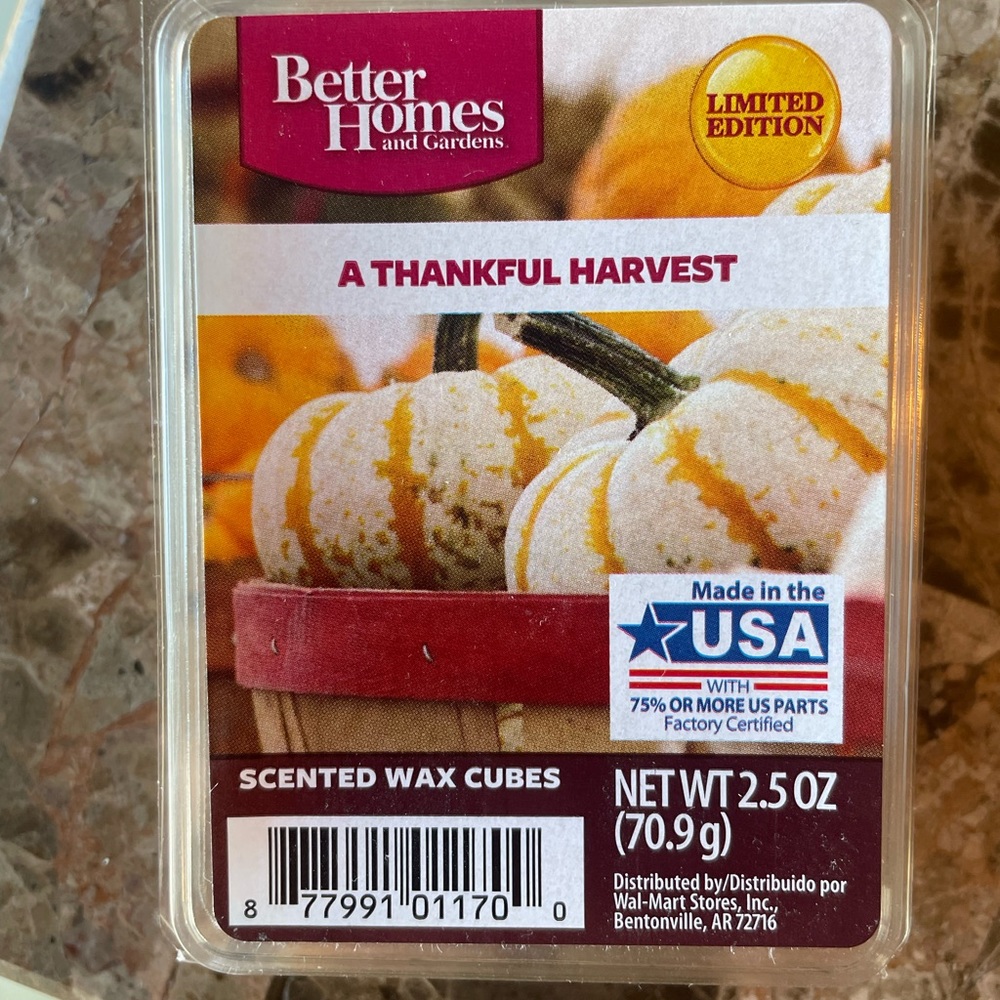 Better
Homes
and Gardens
LIMITED
EDITION
A THANKFUL HARVEST
Made in the
USA
WITH
75% OR MORE US PARTS
Factory Certified
SCENTED WAX CUBES
NET WT 2.5 OZ
(70.9 g)
8 77991 01170 0
Distributed by/Distribuido por
Wal-Mart Stores, Inc.,
Bentonville, AR 72716